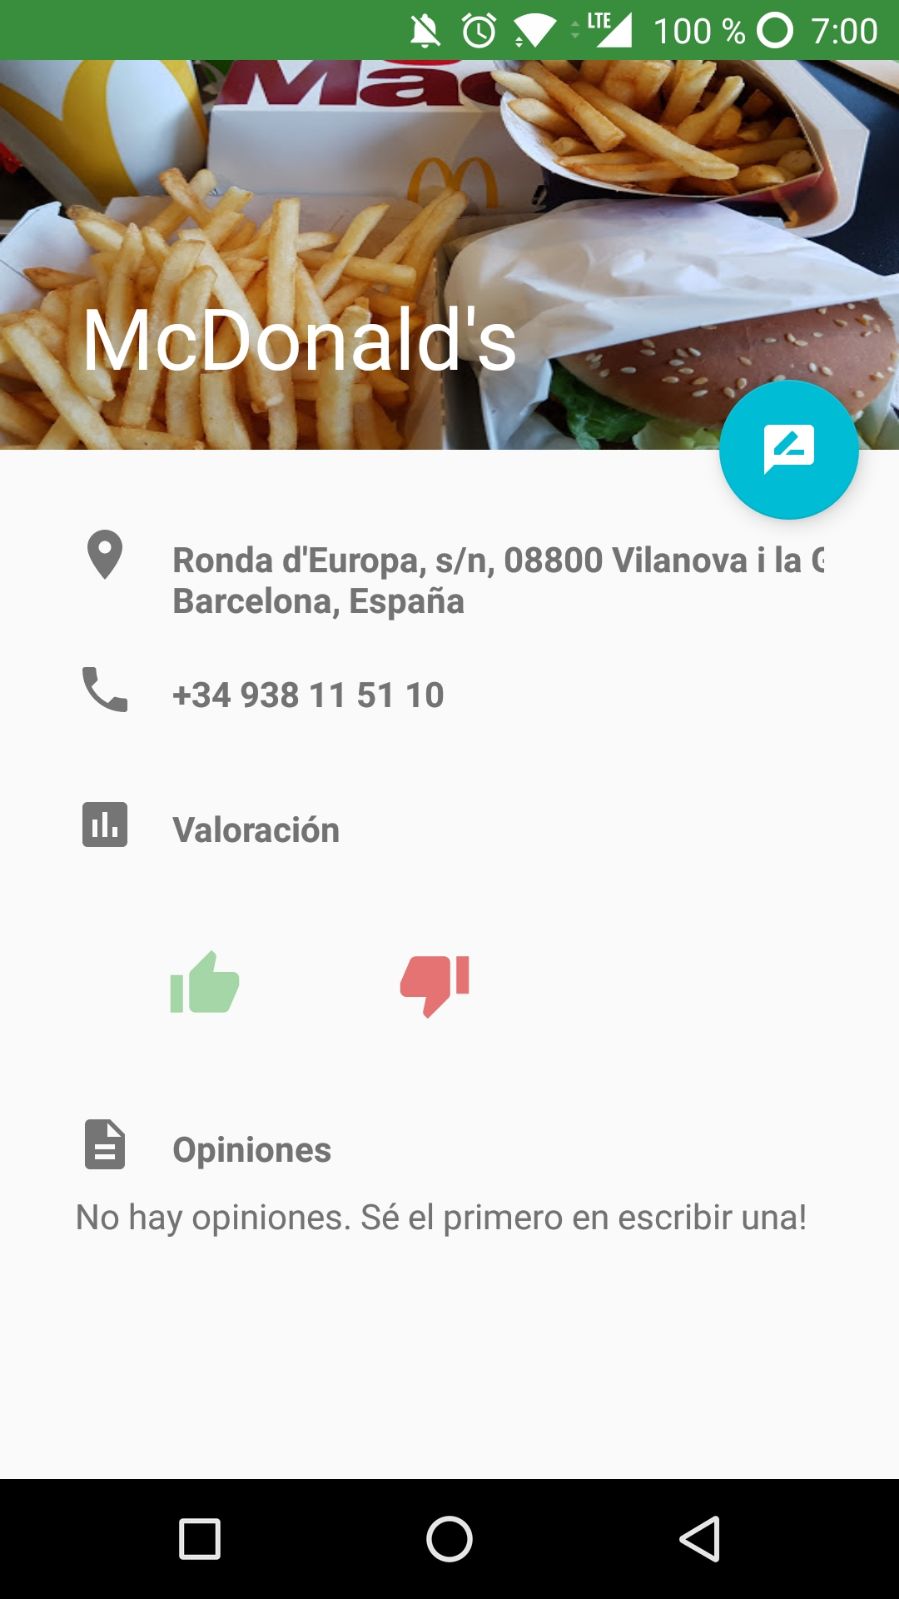 LTE 100 % 7:00
Mac
McDonald's
Ronda d'Europa, s/n, 08800 Vilanova i la
Barcelona, España
+34 938 11 51 10
Valoración
Opiniones
No hay opiniones. Sé el primero en escribir una!